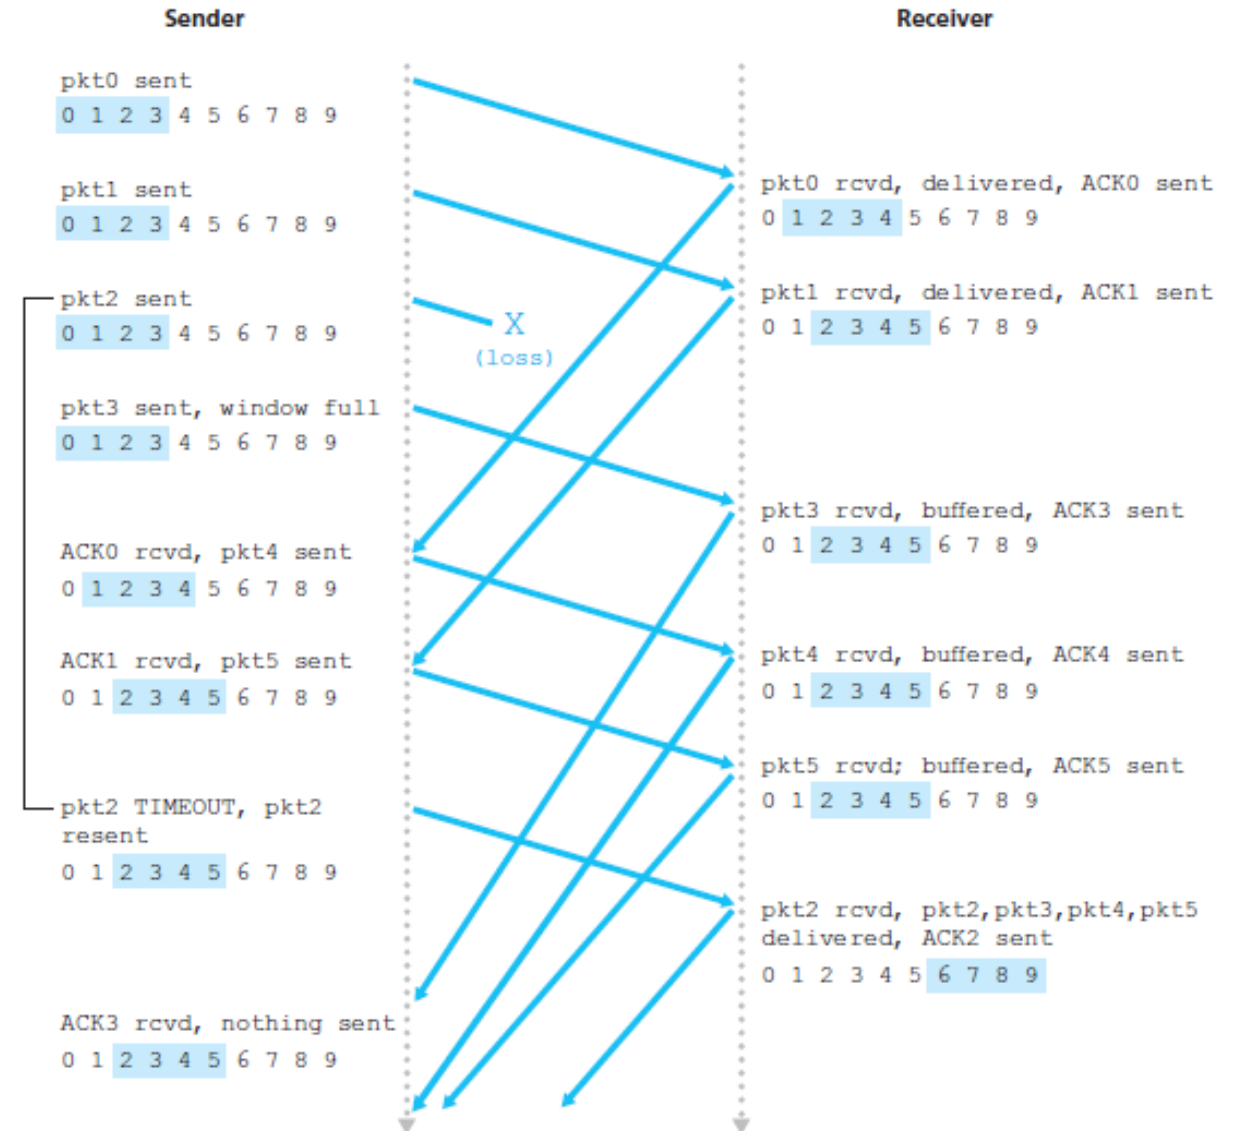 Sender
Receiver
pkt0 sent
0 1 2 3 4 5 6 7 8 9
pkt0 rcvd, delivered, ACK0 sent
0 1 2 3 4 5 6 7 8 9
pkt1 sent
0 1 2 3 4 5 6 7 8 9
pkt1 rcvd, delivered, ACK1 sent
0 1 2 3 4 5 6 7 8 9
pkt2 sent
0 1 2 3 4 5 6 7 8 9
X
(loss)
pkt3 sent, window full
0 1 2 3 4 5 6 7 8 9
pkt3 rcvd, buffered, ACK3 sent
0 1 2 3 4 5 6 7 8 9
ACK0 rcvd, pkt4 sent
0 1 2 3 4 5 6 7 8 9
pkt4 rcvd, buffered, ACK4 sent
0 1 2 3 4 5 6 7 8 9
ACK1 rcvd, pkt5 sent
0 1 2 3 4 5 6 7 8 9
pkt5 rcvd; buffered, ACK5 sent
0 1 2 3 4 5 6 7 8 9
pkt2 TIMEOUT, pkt2
resent
0 1 2 3 4 5 6 7 8 9
pkt2 rcvd, pkt2,pkt3,pkt4,pkt5
delivered, ACK2 sent
0 1 2 3 4 5 6 7 8 9
ACK3 rcvd, nothing sent
0 1 2 3 4 5 6 7 8 9